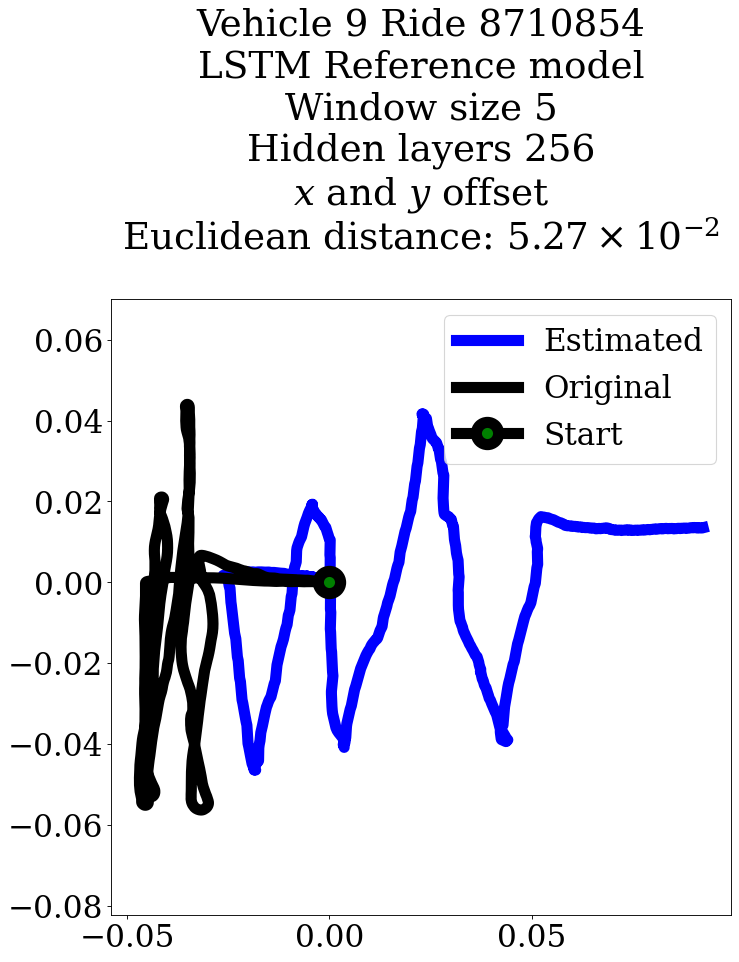 Vehicle 9 Ride 8710854
LSTM Reference model
Window size 5
Hidden layers 256
x and y offset
Euclidean distance: 5.27 × 10⁻²
Estimated
Original
Start
0.06
0.04
0.02
0.00
−0.02
−0.04
−0.06
−0.08
−0.05 0.00 0.05